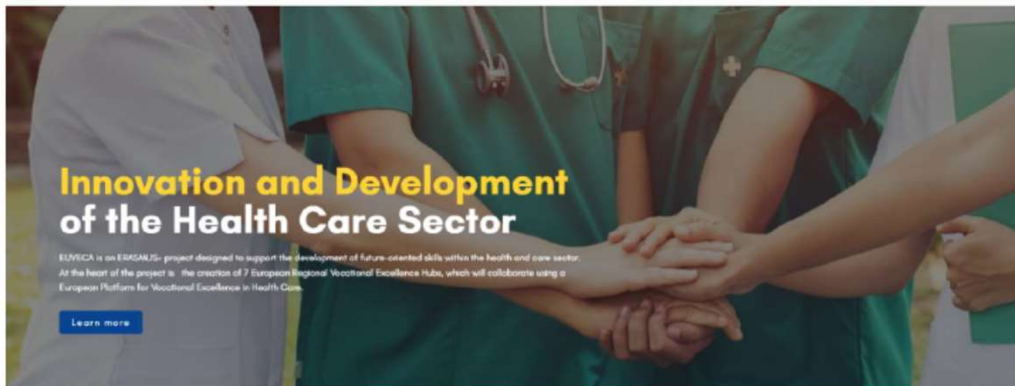 Innovation and Development
of the Health Care Sector
EUVECA is an ERASMUS+ project designed to support the development of future-oriented skills within the health and care sector.
At the heart of the project is the creation of 7 European Regional Vocational Excellence Hubs, which will collaborate using a
European Platform for Vocational Excellence in Health Care.
Learn more